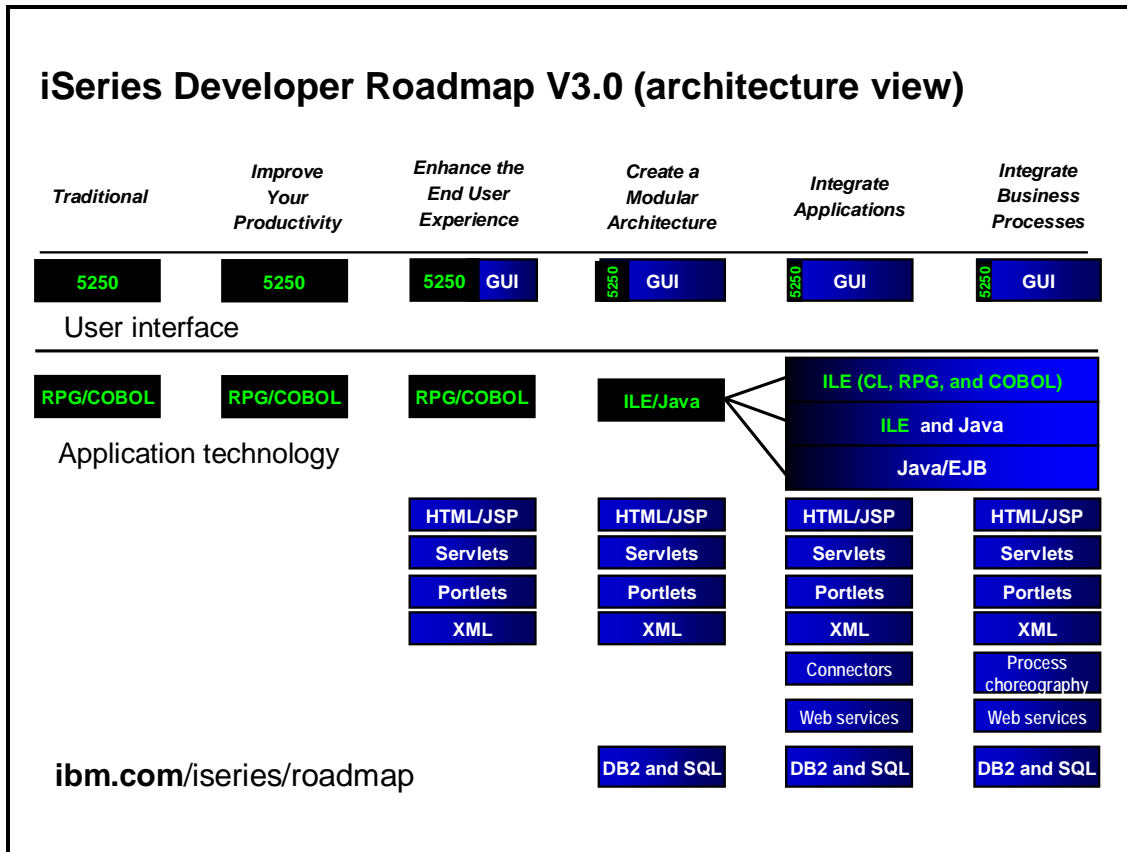 iSeries Developer Roadmap V3.0 (architecture view)
Traditional
Improve
Your
Productivity
Enhance the
End User
Experience
Create a
Modular
Architecture
Integrate
Applications
Integrate
Business
Processes
5250
5250
5250 GUI
5250 GUI
5250 GUI
5250 GUI
User interface
RPG/COBOL
RPG/COBOL
RPG/COBOL
ILE/Java
ILE (CL, RPG, and COBOL)
ILE and Java
Java/EJB
Application technology
HTML/JSP
HTML/JSP
HTML/JSP
HTML/JSP
Servlets
Servlets
Servlets
Servlets
Portlets
Portlets
Portlets
Portlets
XML
XML
XML
XML
Connectors
Process
choreography
Web services
Web services
DB2 and SQL
DB2 and SQL
DB2 and SQL
ibm.com/iseries/roadmap